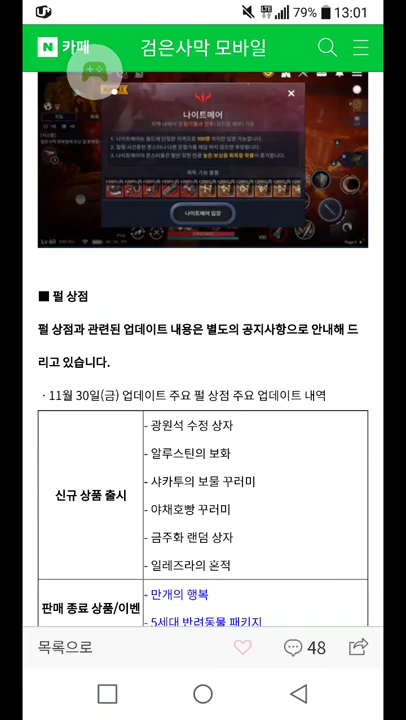 79% 13:01
N 카페
검은사막 모바일
나이트메어
나이트메어 입장
■ 펄 상점
펄 상점과 관련된 업데이트 내용은 별도의 공지사항으로 안내해 드
리고 있습니다.
· 11월 30일(금) 업데이트 주요 펄 상점 주요 업데이트 내역
신규 상품 출시
- 광원석 수정 상자
- 알루스틴의 보화
- 샤카투의 보물 꾸러미
- 야채호빵 꾸러미
- 금주화 랜덤 상자
- 일레즈라의 흔적
판매 종료 상품/이벤
- 만개의 행복
- 5세대 반려동물 패키지
목록으로
48